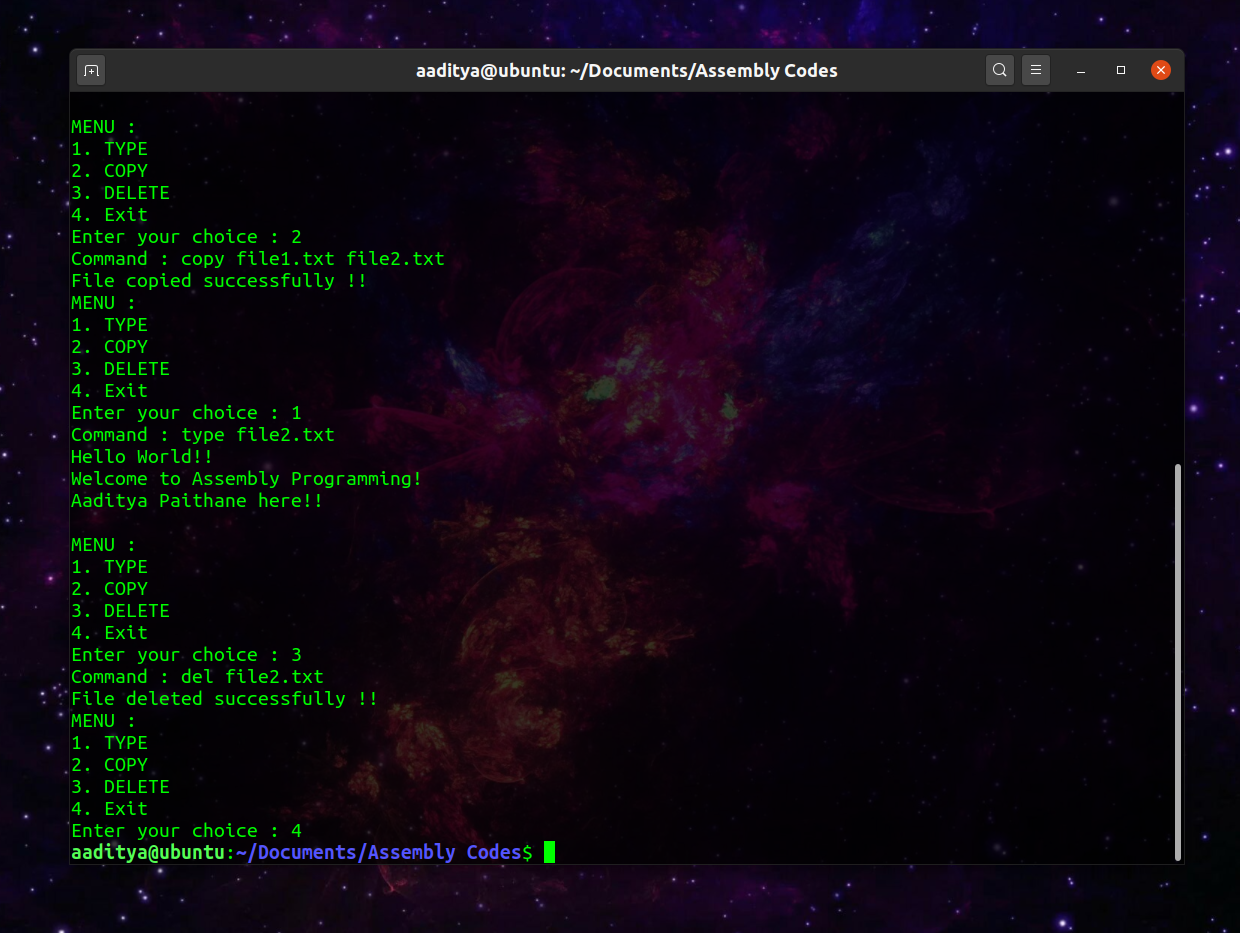 aaditya@ubuntu: ~/Documents/Assembly Codes
MENU :
1. TYPE
2. COPY
3. DELETE
4. Exit
Enter your choice : 2
Command : copy file1.txt file2.txt
File copied successfully !!
MENU :
1. TYPE
2. COPY
3. DELETE
4. Exit
Enter your choice : 1
Command : type file2.txt
Hello World!!
Welcome to Assembly Programming!
Aaditya Paithane here!!
MENU :
1. TYPE
2. COPY
3. DELETE
4. Exit
Enter your choice : 3
Command : del file2.txt
File deleted successfully !!
MENU :
1. TYPE
2. COPY
3. DELETE
4. Exit
Enter your choice : 4
aaditya@ubuntu:~/Documents/Assembly Codes$